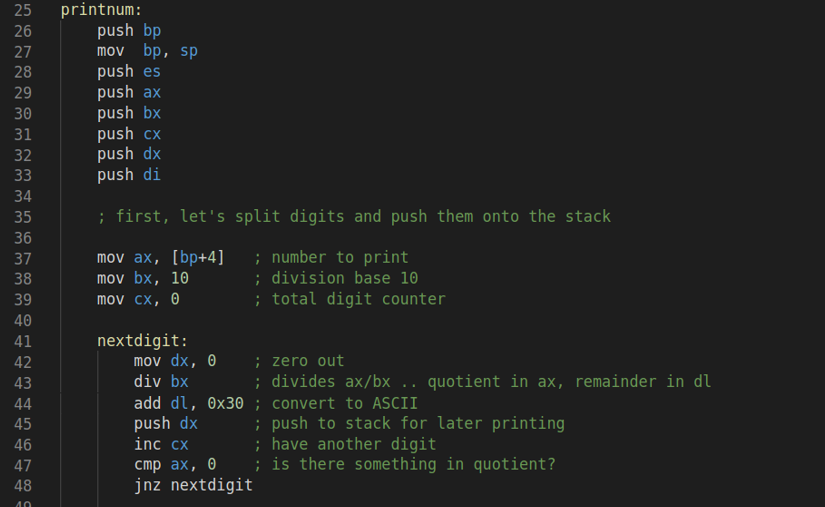 25 printnum:
26 push bp
27 mov  bp, sp
28 push es
29 push ax
30 push bx
31 push cx
32 push dx
33 push di
34
35 ; first, let's split digits and push them onto the stack
36
37 mov ax, [bp+4]   ; number to print
38 mov bx, 10       ; division base 10
39 mov cx, 0        ; total digit counter
40
41 nextdigit:
42 mov dx, 0    ; zero out
43 div bx       ; divides ax/bx .. quotient in ax, remainder in dl
44 add dl, 0x30 ; convert to ASCII
45 push dx      ; push to stack for later printing
46 inc cx       ; have another digit
47 cmp ax, 0    ; is there something in quotient?
48 jnz nextdigit
49